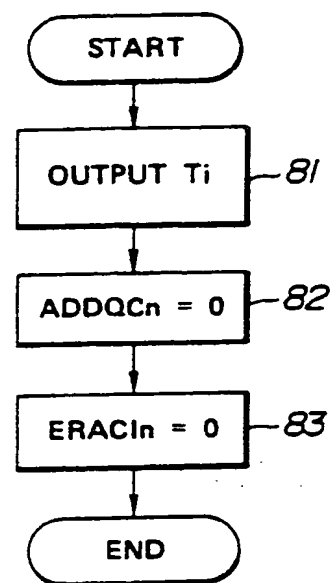 START
OUTPUT Ti
81
ADDQCn = 0
82
ERACIn = 0
83
END